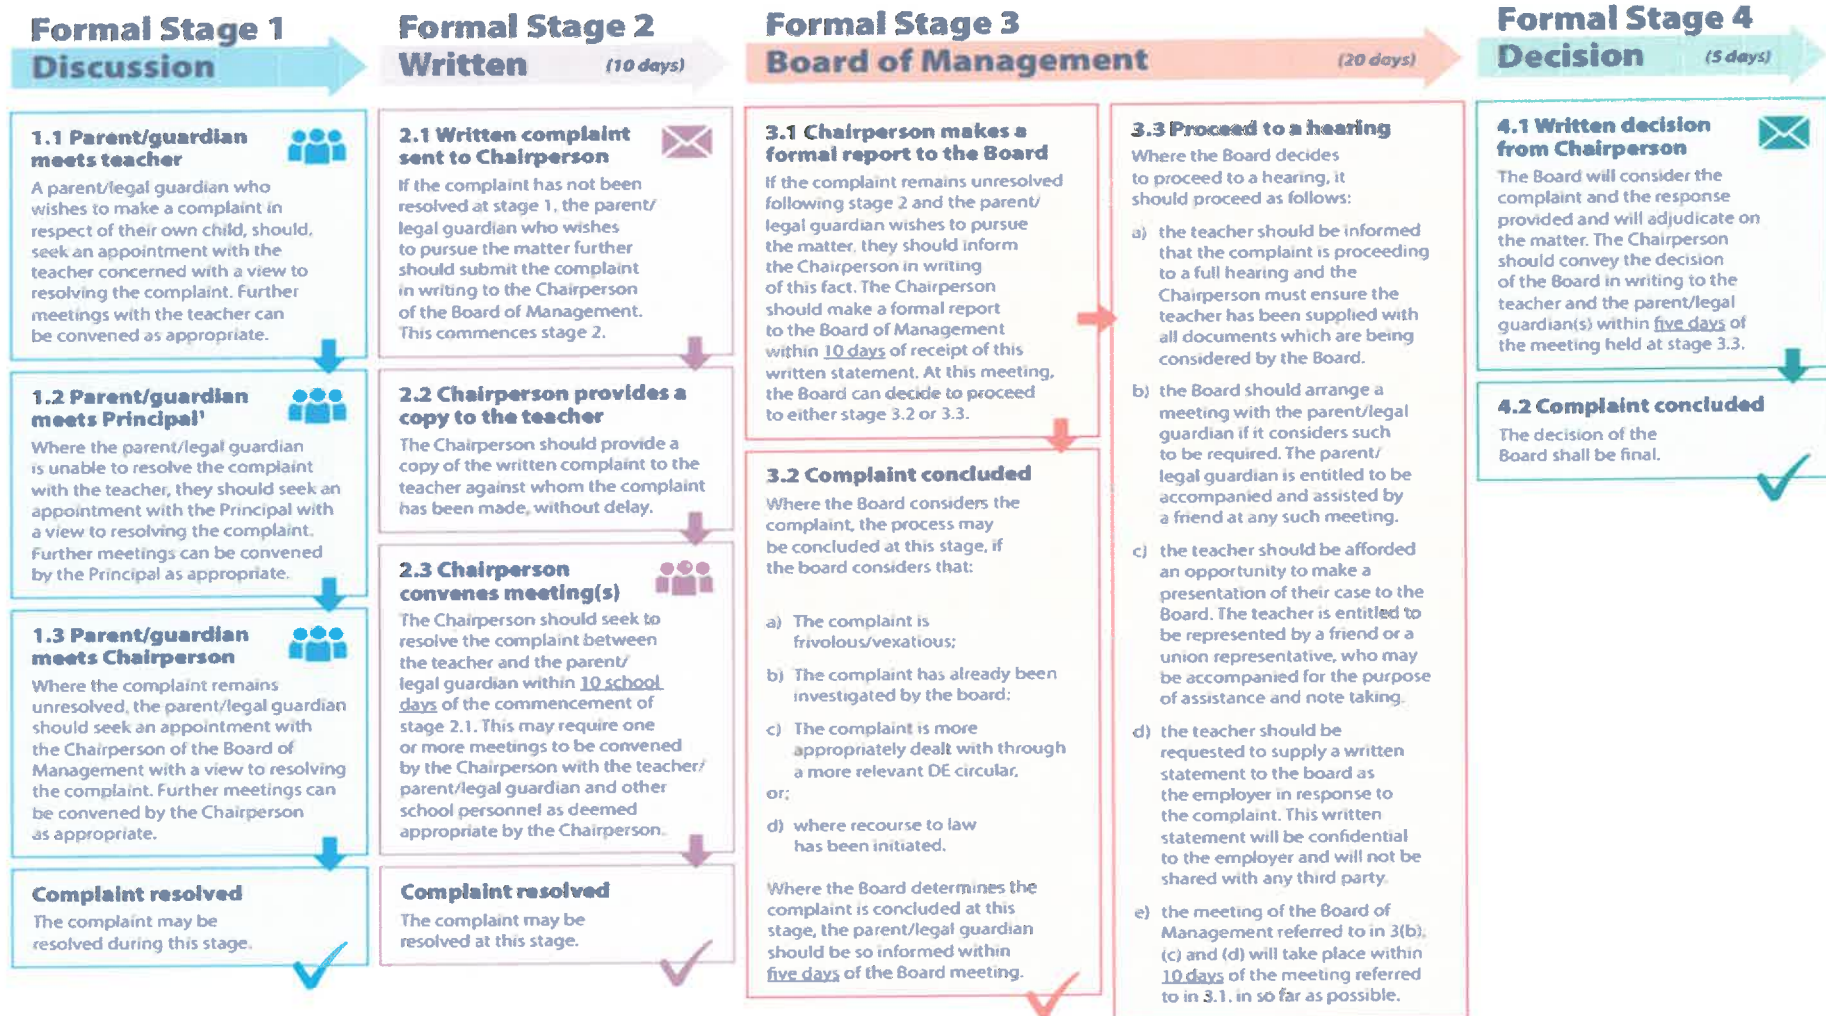 Formal Stage 1
Discussion
1.1 Parent/guardian
meets teacher
A parent/legal guardian who
wishes to make a complaint in
respect of their own child, should,
seek an appointment with the
teacher concerned with a view to
resolving the complaint. Further
meetings with the teacher can
be convened as appropriate.
1.2 Parent/guardian
meets Principal¹
Where the parent/legal guardian
is unable to resolve the complaint
with the teacher, they should seek an
appointment with the Principal with
a view to resolving the complaint.
Further meetings can be convened
by the Principal as appropriate.
1.3 Parent/guardian
meets Chairperson
Where the complaint remains
unresolved, the parent/legal guardian
should seek an appointment with
the Chairperson of the Board of
Management with a view to resolving
the complaint. Further meetings can
be convened by the Chairperson
as appropriate.
Complaint resolved
The complaint may be
resolved during this stage.
Formal Stage 2
Written (10 days)
2.1 Written complaint
sent to Chairperson
If the complaint has not been
resolved at stage 1, the parent/
legal guardian who wishes
to pursue the matter further
should submit the complaint
in writing to the Chairperson
of the Board of Management.
This commences stage 2.
2.2 Chairperson provides a
copy to the teacher
The Chairperson should provide a
copy of the written complaint to the
teacher against whom the complaint
has been made, without delay.
2.3 Chairperson
convenes meeting(s)
The Chairperson should seek to
resolve the complaint between
the teacher and the parent/
legal guardian within 10 school
days of the commencement of
stage 2.1. This may require one
or more meetings to be convened
by the Chairperson with the teacher/
parent/legal guardian and other
school personnel as deemed
appropriate by the Chairperson.
Complaint resolved
The complaint may be
resolved at this stage.
Formal Stage 3
Board of Management (20 days)
3.1 Chairperson makes a
formal report to the Board
If the complaint remains unresolved
following stage 2 and the parent/
legal guardian wishes to pursue
the matter, they should inform
the Chairperson in writing
of this fact. The Chairperson
should make a formal report
to the Board of Management
within 10 days of receipt of this
written statement. At this meeting,
the Board can decide to proceed
to either stage 3.2 or 3.3.
3.2 Complaint concluded
Where the Board considers the
complaint, the process may
be concluded at this stage, if
the board considers that:
a) The complaint is
frivolous/vexatious;
b) The complaint has already been
investigated by the board;
c) The complaint is more
appropriately dealt with through
a more relevant DE circular,
or;
d) where recourse to law
has been initiated.
Where the Board determines the
complaint is concluded at this
stage, the parent/legal guardian
should be so informed within
five days of the Board meeting.
3.3 Proceed to a hearing
Where the Board decides
to proceed to a hearing, it
should proceed as follows:
a) the teacher should be informed
that the complaint is proceeding
to a full hearing and the
Chairperson must ensure the
teacher has been supplied with
all documents which are being
considered by the Board.
b) the Board should arrange a
meeting with the parent/legal
guardian if it considers such
to be required. The parent/
legal guardian is entitled to be
accompanied and assisted by
a friend at any such meeting.
c) the teacher should be afforded
an opportunity to make a
presentation of their case to the
Board. The teacher is entitled to
be represented by a friend or a
union representative, who may
be accompanied for the purpose
of assistance and note taking.
d) the teacher should be
requested to supply a written
statement to the board as
the employer in response to
the complaint. This written
statement will be confidential
to the employer and will not be
shared with any third party.
e) the meeting of the Board of
Management referred to in 3(b),
(c) and (d) will take place within
10 days of the meeting referred
to in 3.1, in so far as possible.
Formal Stage 4
Decision (5 days)
4.1 Written decision
from Chairperson
The Board will consider the
complaint and the response
provided and will adjudicate on
the matter. The Chairperson
should convey the decision
of the Board in writing to the
teacher and the parent/legal
guardian(s) within five days of
the meeting held at stage 3.3.
4.2 Complaint concluded
The decision of the
Board shall be final.